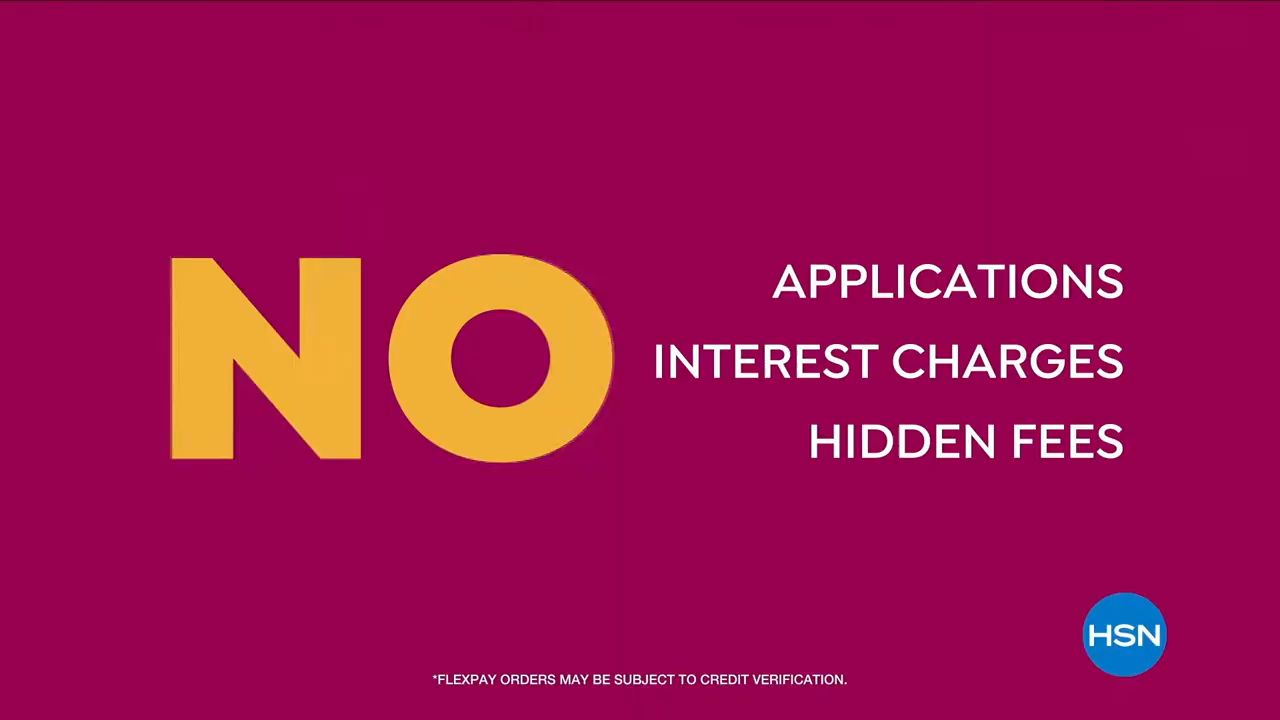 NO
APPLICATIONS
INTEREST CHARGES
HIDDEN FEES
HSN
*FLEXPAY ORDERS MAY BE SUBJECT TO CREDIT VERIFICATION.